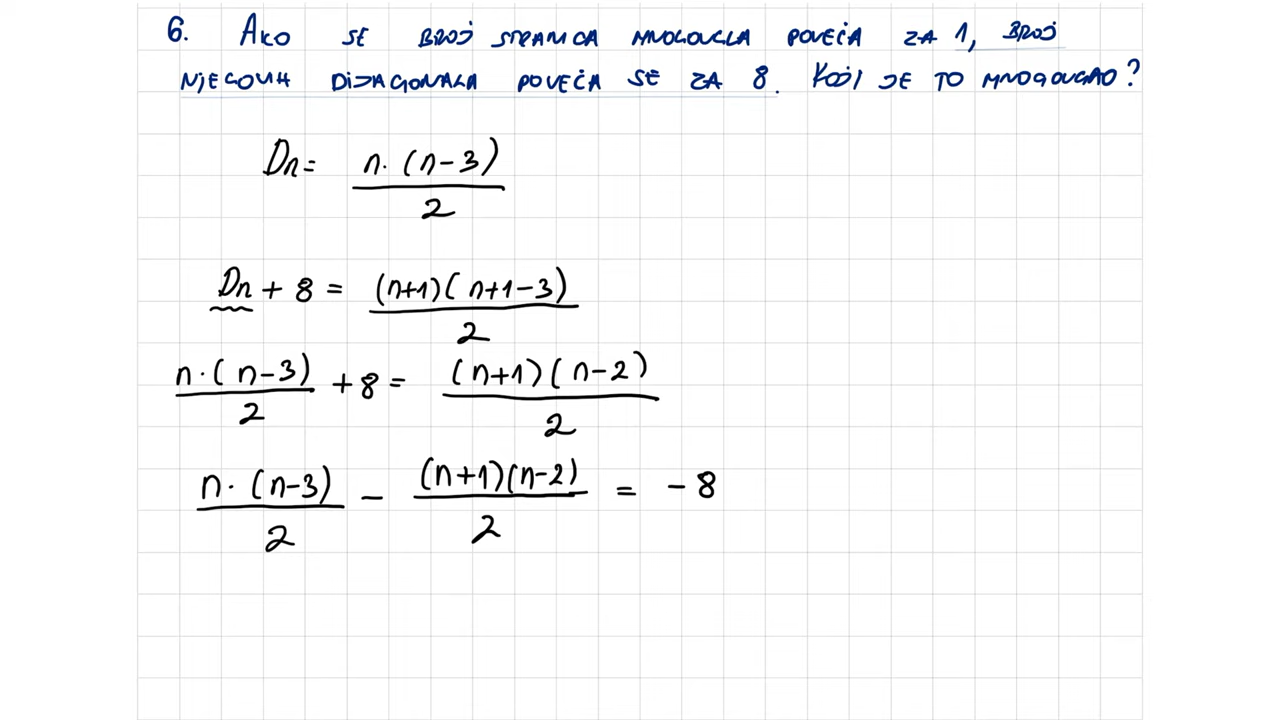 6. AKO SE BROJ STRANICA MNOGOUGLA POVEĆA ZA 1, BROJ
NJEGOVIH DIJAGONALA POVEĆA SE ZA 8. KOJI JE TO MNOGOUGAO?
Dn = n·(n-3)/2
Dn + 8 = (n+1)(n+1-3)/2
n·(n-3)/2 + 8 = (n+1)(n-2)/2
n·(n-3)/2 - (n+1)(n-2)/2 = -8